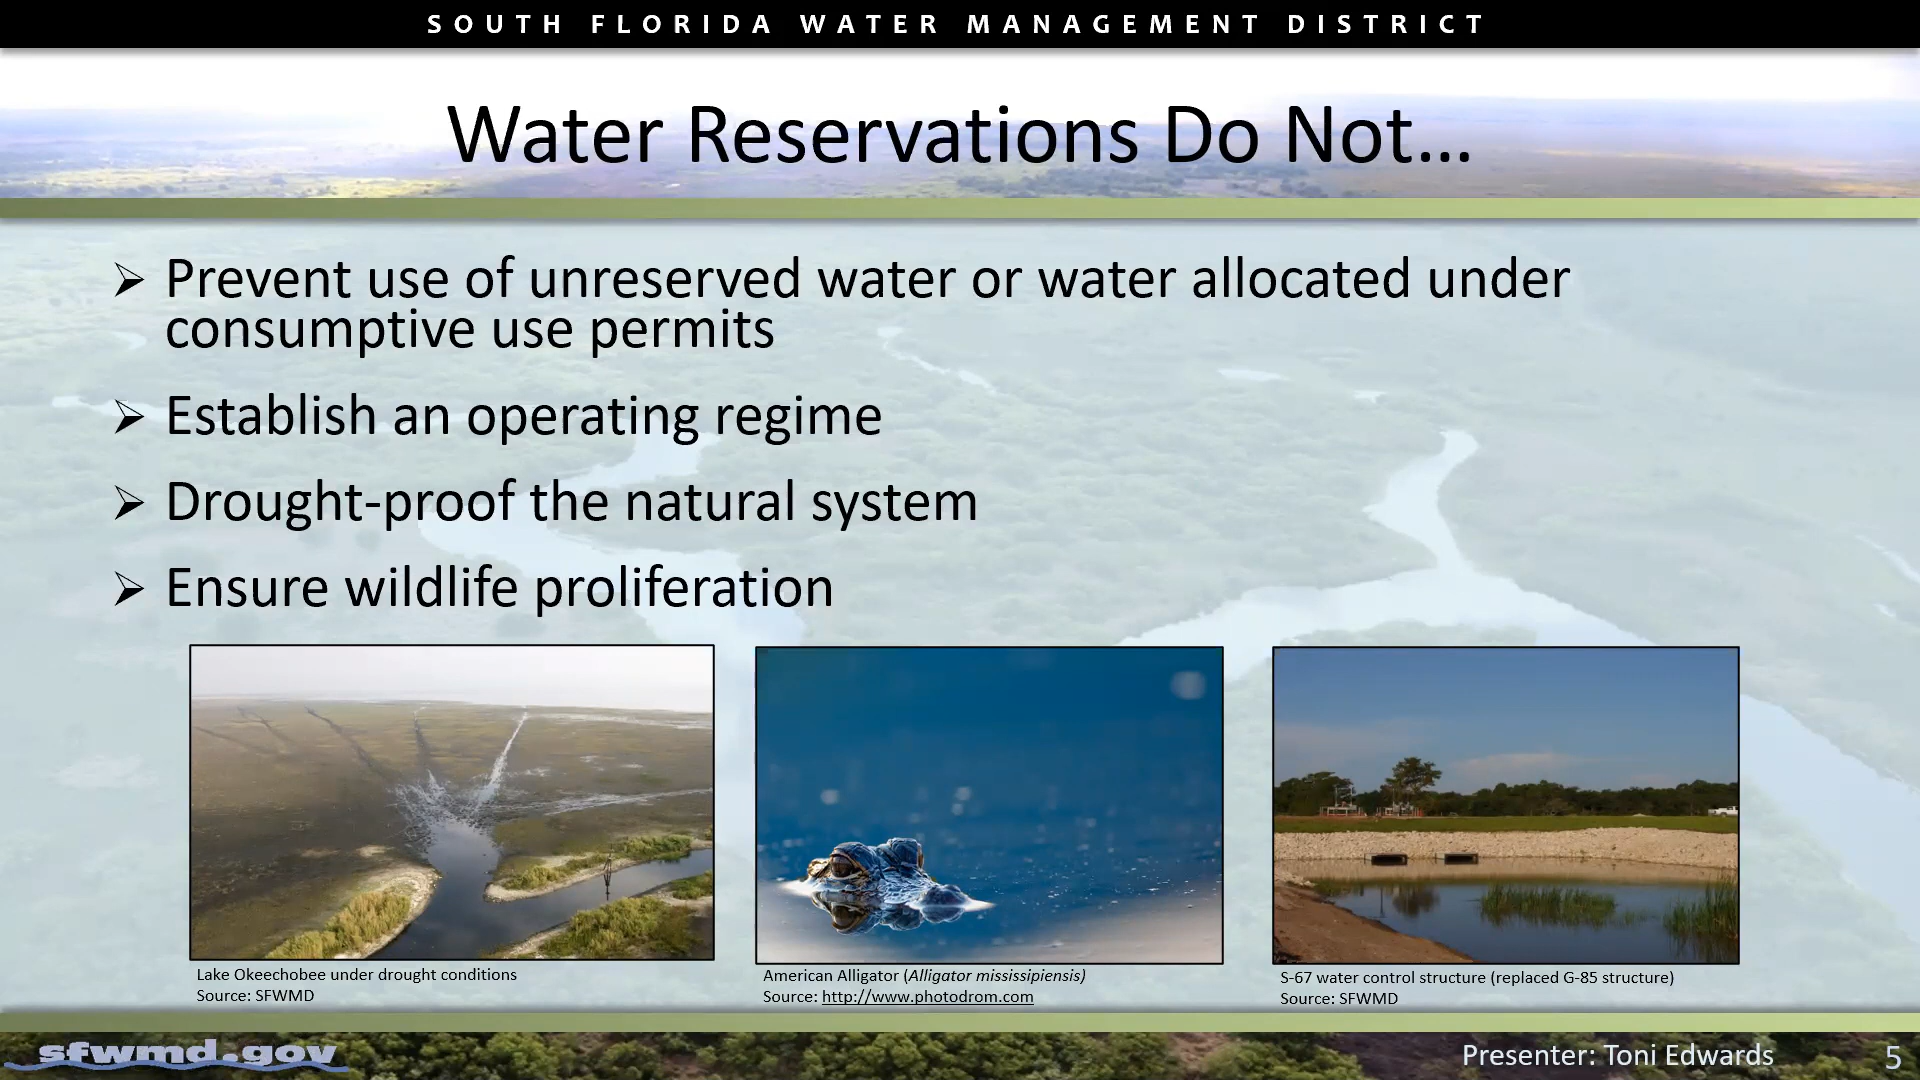 SOUTH FLORIDA WATER MANAGEMENT DISTRICT
Water Reservations Do Not...
➢ Prevent use of unreserved water or water allocated under
consumptive use permits
➢ Establish an operating regime
➢ Drought-proof the natural system
➢ Ensure wildlife proliferation
Lake Okeechobee under drought conditions
Source: SFWMD
American Alligator (Alligator mississipiensis)
Source: http://www.photodrom.com
S-67 water control structure (replaced G-85 structure)
Source: SFWMD
sfwmd.gov
Presenter: Toni Edwards
5